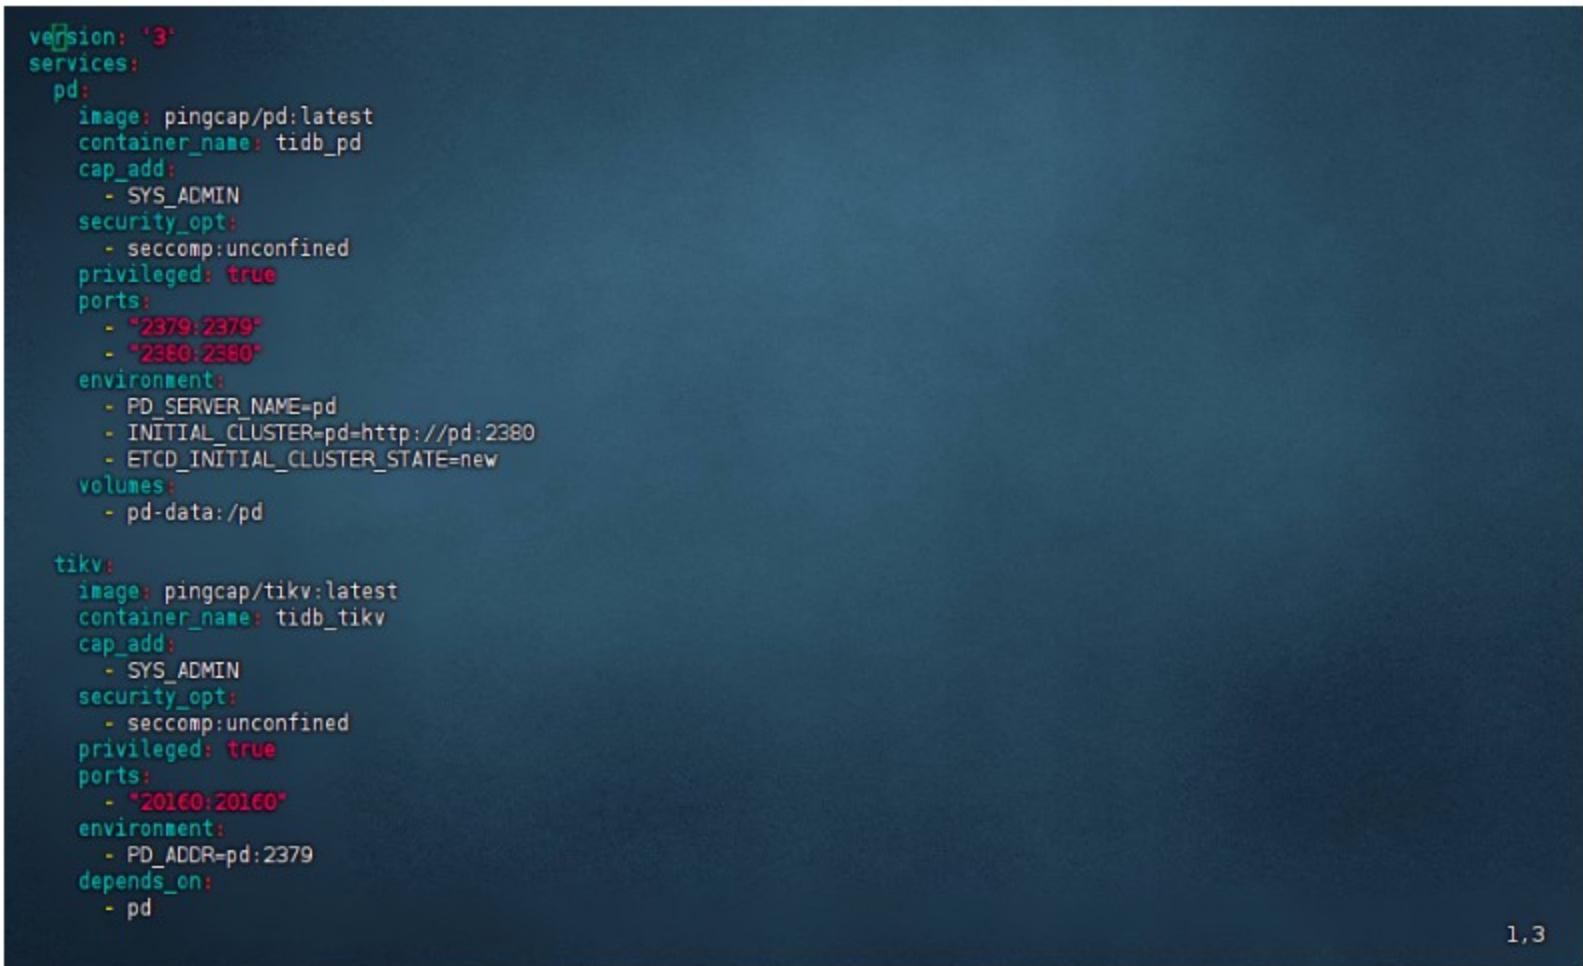 version: '3'
services:
  pd:
    image: pingcap/pd:latest
    container_name: tidb_pd
    cap_add:
      - SYS_ADMIN
    security_opt:
      - seccomp:unconfined
    privileged: true
    ports:
      - "2379:2379"
      - "2380:2380"
    environment:
      - PD_SERVER_NAME=pd
      - INITIAL_CLUSTER=pd=http://pd:2380
      - ETCD_INITIAL_CLUSTER_STATE=new
    volumes:
      - pd-data:/pd

  tikv:
    image: pingcap/tikv:latest
    container_name: tidb_tikv
    cap_add:
      - SYS_ADMIN
    security_opt:
      - seccomp:unconfined
    privileged: true
    ports:
      - "20160:20160"
    environment:
      - PD_ADDR=pd:2379
    depends_on:
      - pd
1,3